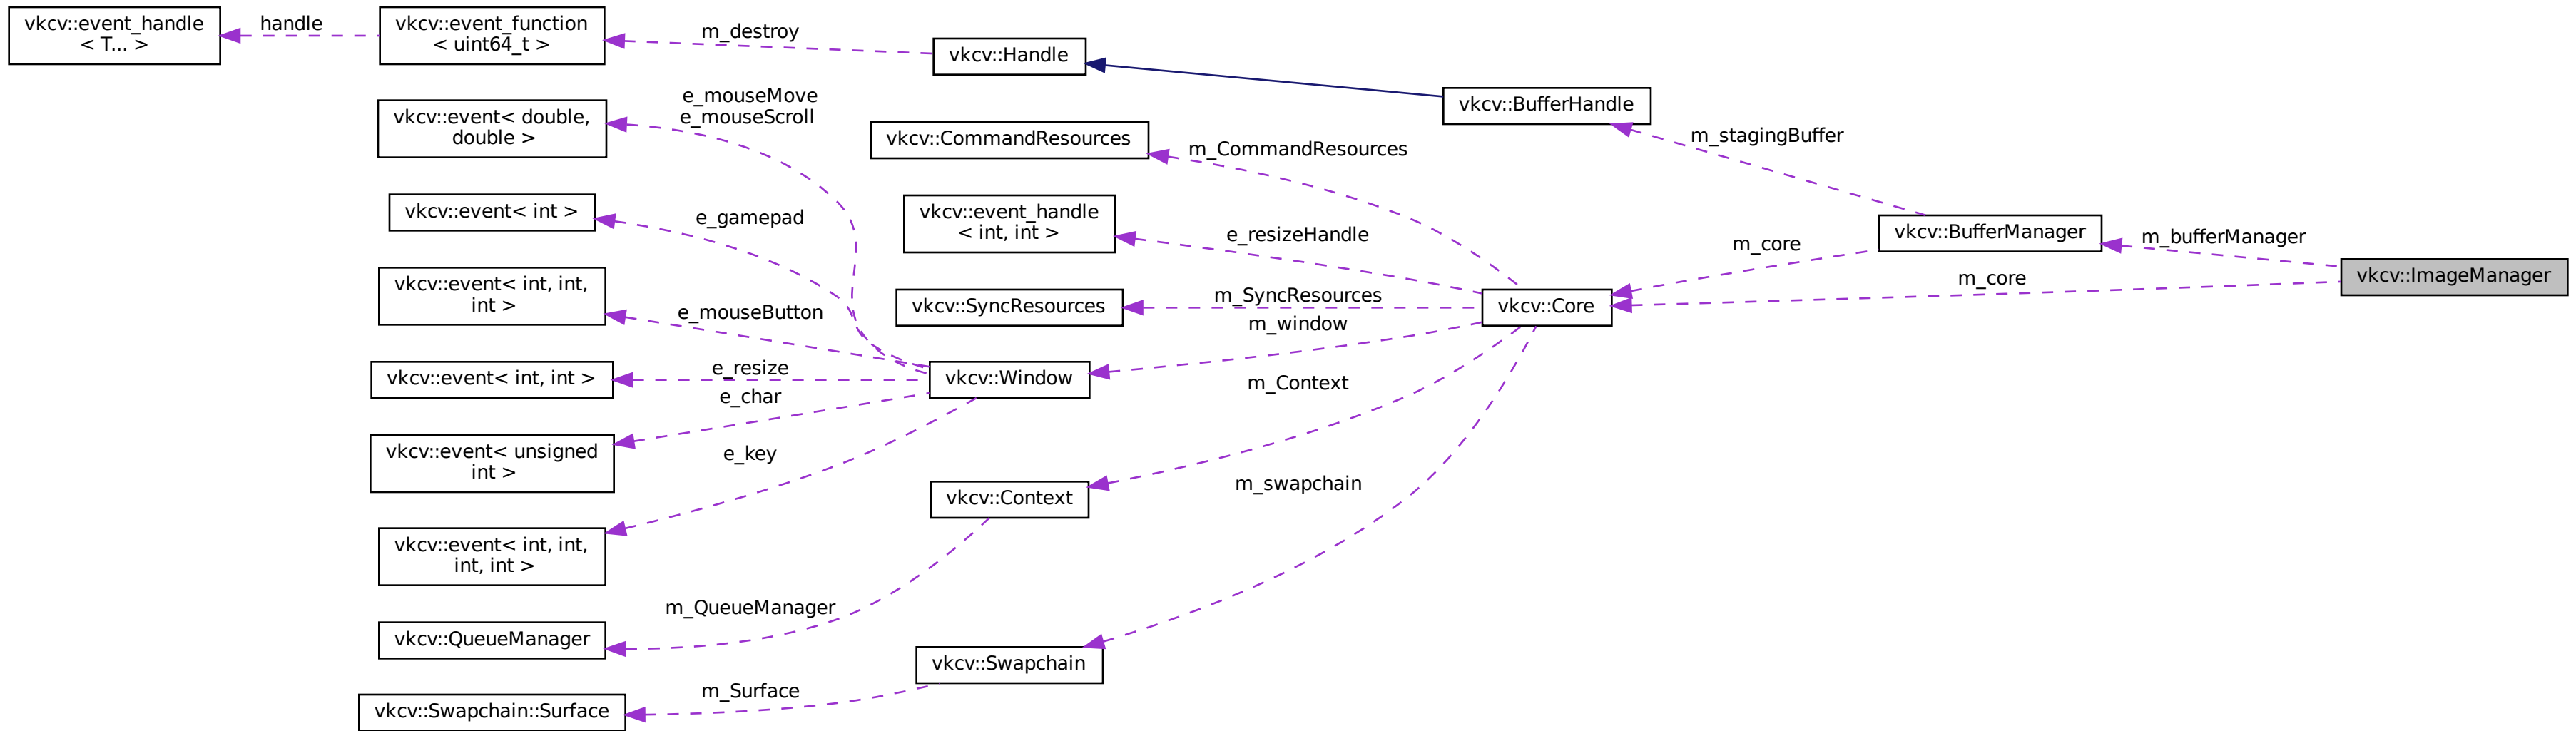 vkcv::event_handle
< T... >
handle
vkcv::event_function
< uint64_t >
m_destroy
vkcv::Handle
vkcv::BufferHandle
m_stagingBuffer
vkcv::event< double,
double >
e_mouseMove
e_mouseScroll
vkcv::CommandResources
m_CommandResources
vkcv::event< int >
e_gamepad
vkcv::event_handle
< int, int >
e_resizeHandle
m_core
vkcv::BufferManager
m_bufferManager
vkcv::ImageManager
m_core
vkcv::event< int, int,
int >
e_mouseButton
vkcv::SyncResources
m_SyncResources
vkcv::Core
m_window
vkcv::event< int, int >
e_resize
vkcv::Window
m_Context
e_char
vkcv::event< unsigned
int >
e_key
vkcv::Context
m_swapchain
vkcv::event< int, int,
int, int >
m_QueueManager
vkcv::QueueManager
vkcv::Swapchain
m_Surface
vkcv::Swapchain::Surface